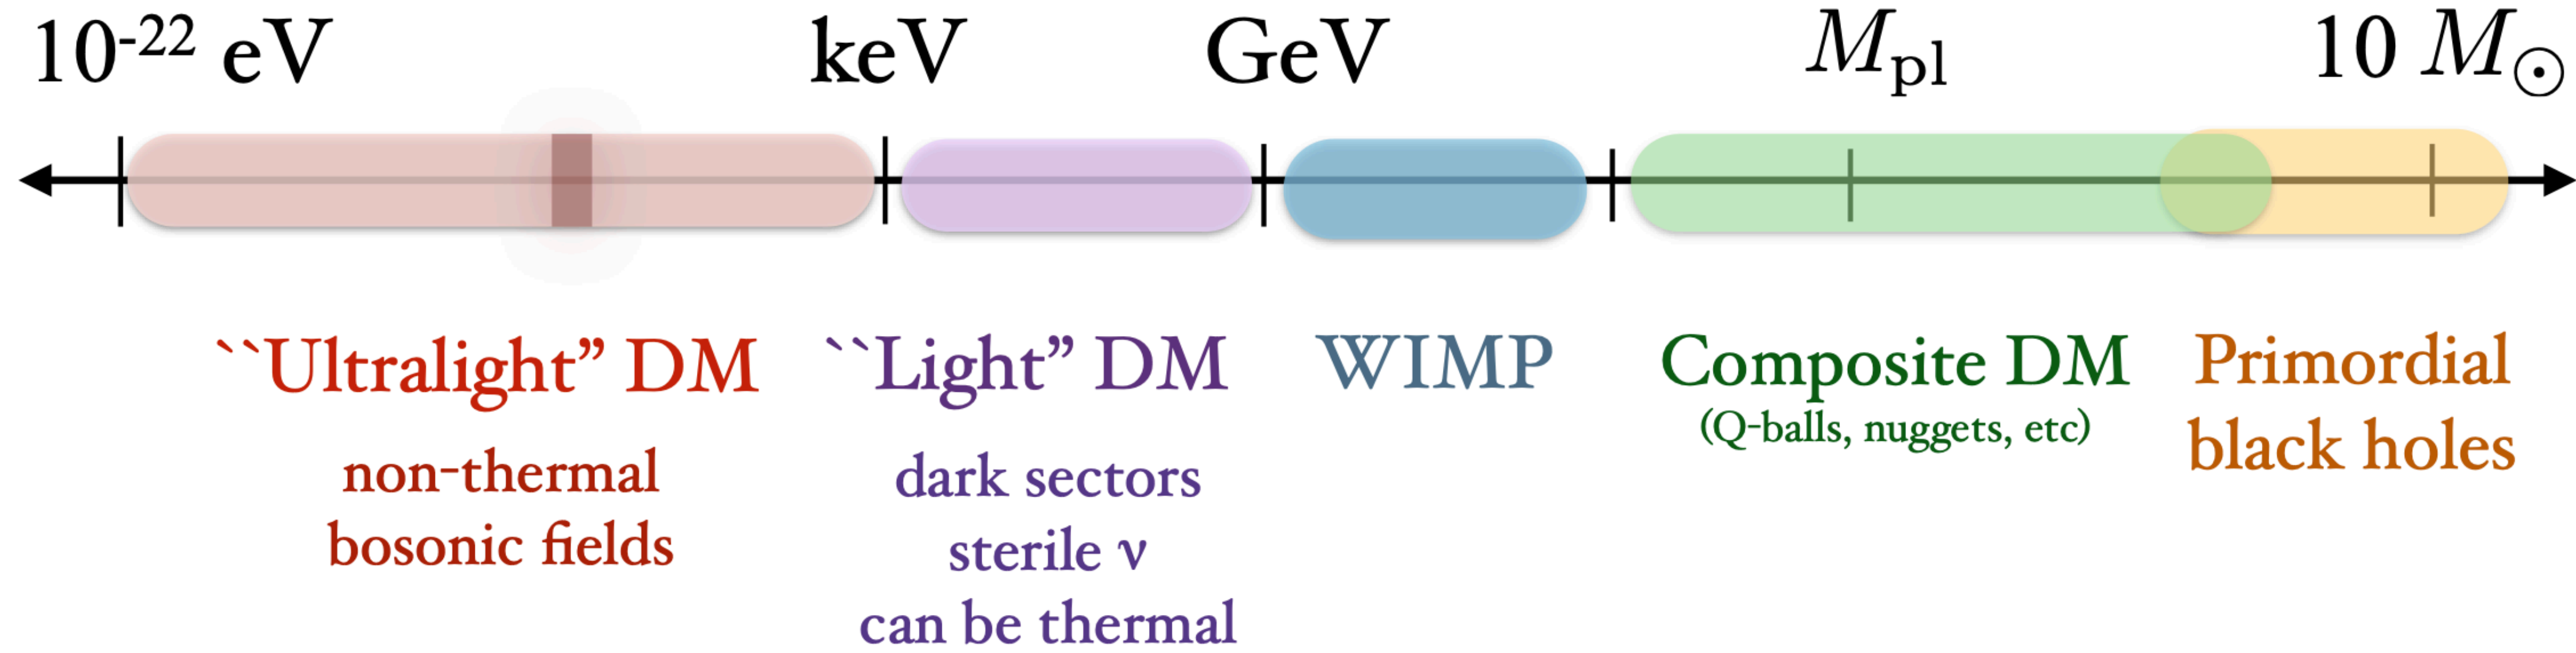 10⁻²² eV keV GeV Mpl 10 M☉
``Ultralight” DM
non-thermal
bosonic fields
``Light” DM
dark sectors
sterile ν
can be thermal
WIMP
Composite DM
(Q-balls, nuggets, etc)
Primordial
black holes